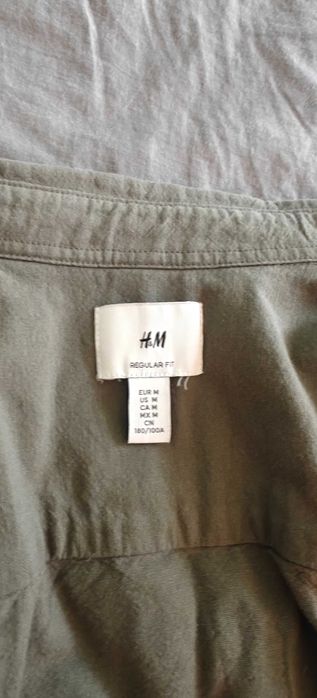 H&M
REGULAR FIT
EUR M
US M
CA M
MX M
CN
180/100A